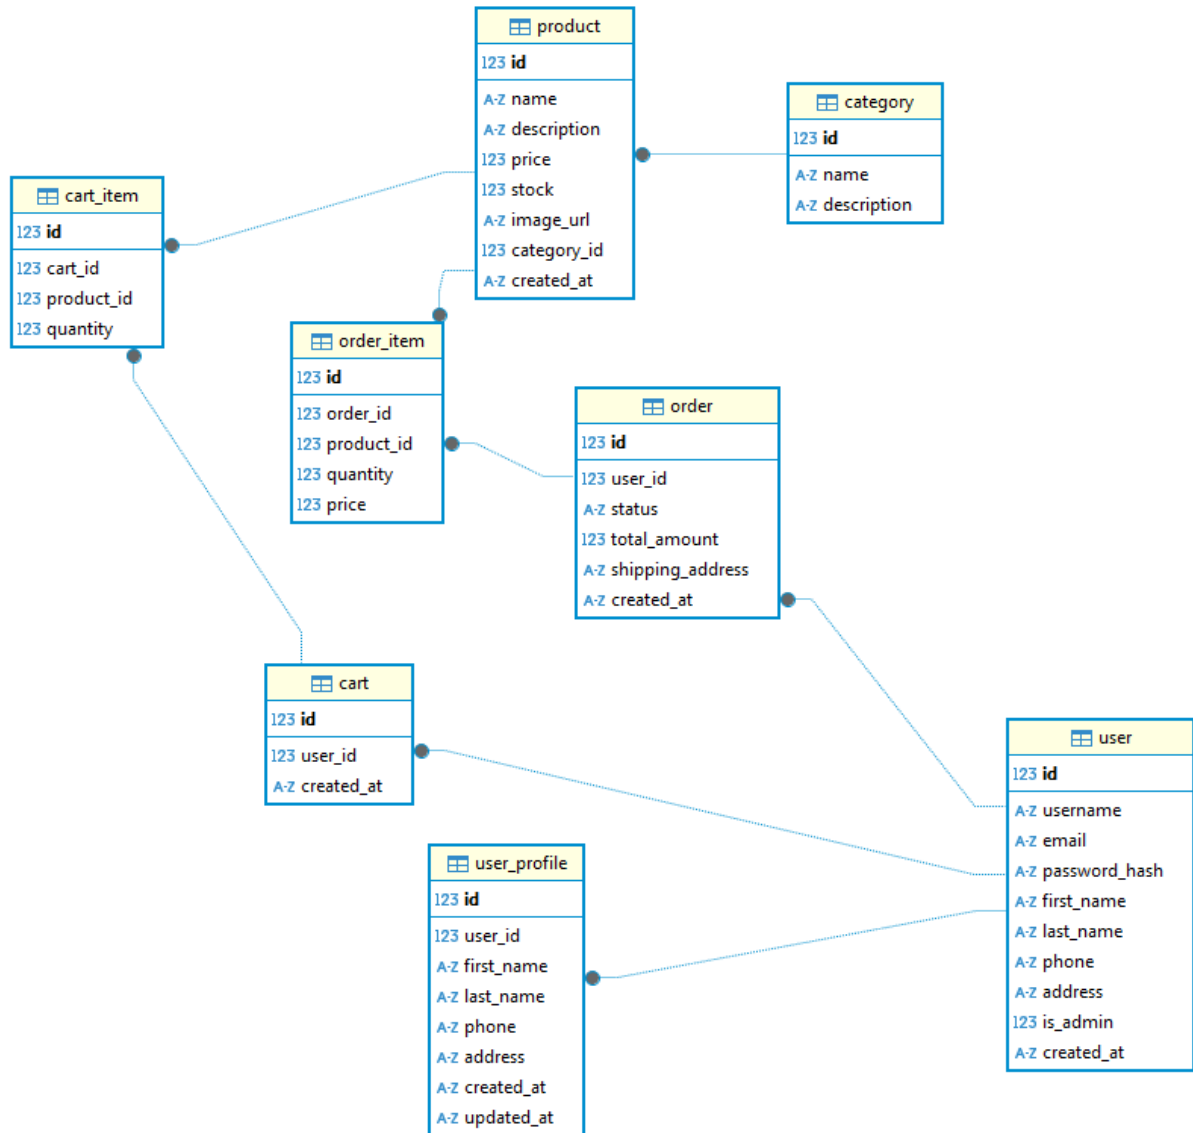 product
123 id
A-Z name
A-Z description
123 price
123 stock
A-Z image_url
123 category_id
A-Z created_at
category
123 id
A-Z name
A-Z description
cart_item
123 id
123 cart_id
123 product_id
123 quantity
order_item
123 id
123 order_id
123 product_id
123 quantity
123 price
order
123 id
123 user_id
A-Z status
123 total_amount
A-Z shipping_address
A-Z created_at
cart
123 id
123 user_id
A-Z created_at
user
123 id
A-Z username
A-Z email
A-Z password_hash
A-Z first_name
A-Z last_name
A-Z phone
A-Z address
123 is_admin
A-Z created_at
user_profile
123 id
123 user_id
A-Z first_name
A-Z last_name
A-Z phone
A-Z address
A-Z created_at
A-Z updated_at